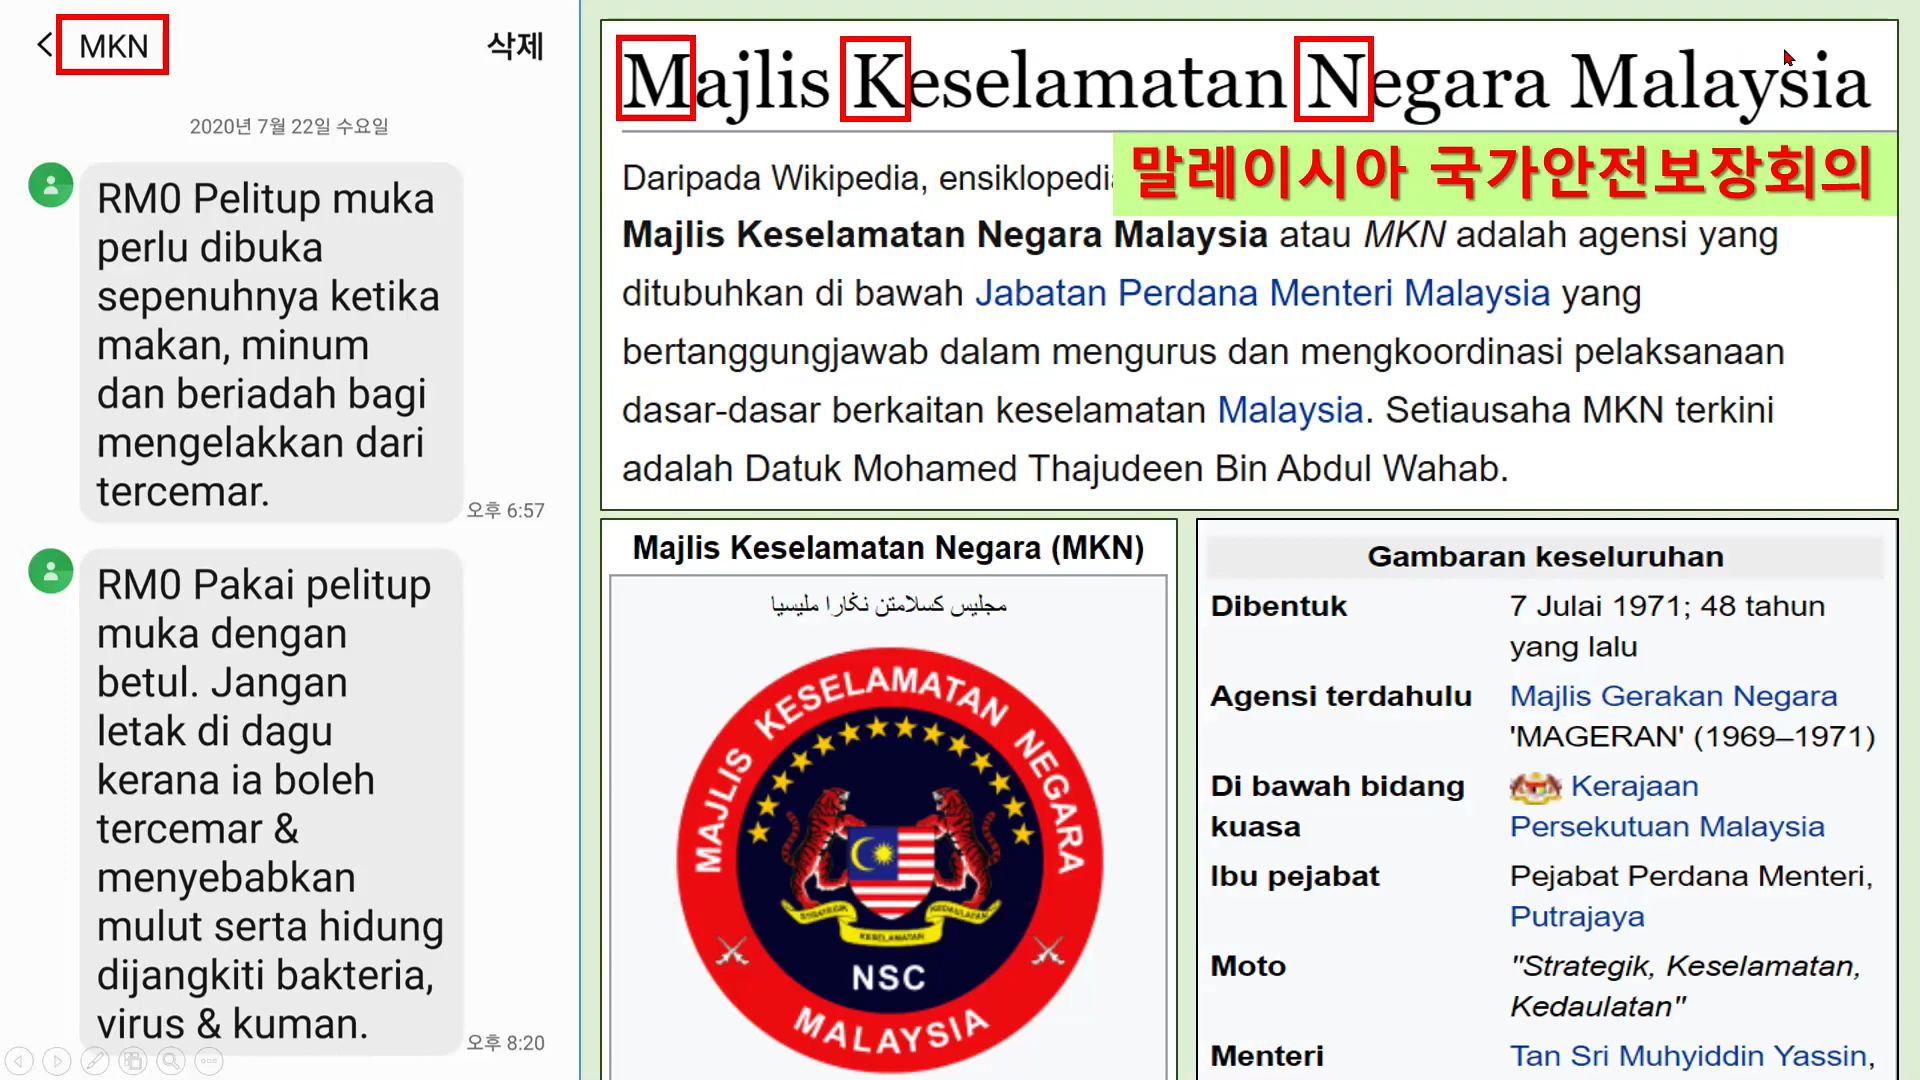 MKN
삭제
2020년 7월 22일 수요일
RM0 Pelitup muka
perlu dibuka
sepenuhnya ketika
makan, minum
dan beriadah bagi
mengelakkan dari
tercemar.
오후 6:57
RM0 Pakai pelitup
muka dengan
betul. Jangan
letak di dagu
kerana ia boleh
tercemar &
menyebabkan
mulut serta hidung
dijangkiti bakteria,
virus & kuman.
오후 8:20
Majlis Keselamatan Negara Malaysia
Daripada Wikipedia, ensiklopedia
말레이시아 국가안전보장회의
Majlis Keselamatan Negara Malaysia atau MKN adalah agensi yang
ditubuhkan di bawah Jabatan Perdana Menteri Malaysia yang
bertanggungjawab dalam mengurus dan mengkoordinasi pelaksanaan
dasar-dasar berkaitan keselamatan Malaysia. Setiausaha MKN terkini
adalah Datuk Mohamed Thajudeen Bin Abdul Wahab.
Majlis Keselamatan Negara (MKN)
مجليس کسلامتن نݢارا مليسيا
MAJLIS KESELAMATAN NEGARA
STRATEGIK
KESELAMATAN
KEDAULATAN
NSC
MALAYSIA
Gambaran keseluruhan
Dibentuk 7 Julai 1971; 48 tahun
yang lalu
Agensi terdahulu Majlis Gerakan Negara
'MAGERAN' (1969–1971)
Di bawah bidang Kerajaan
kuasa Persekutuan Malaysia
Ibu pejabat Pejabat Perdana Menteri,
Putrajaya
Moto "Strategik, Keselamatan,
Kedaulatan"
Menteri Tan Sri Muhyiddin Yassin,